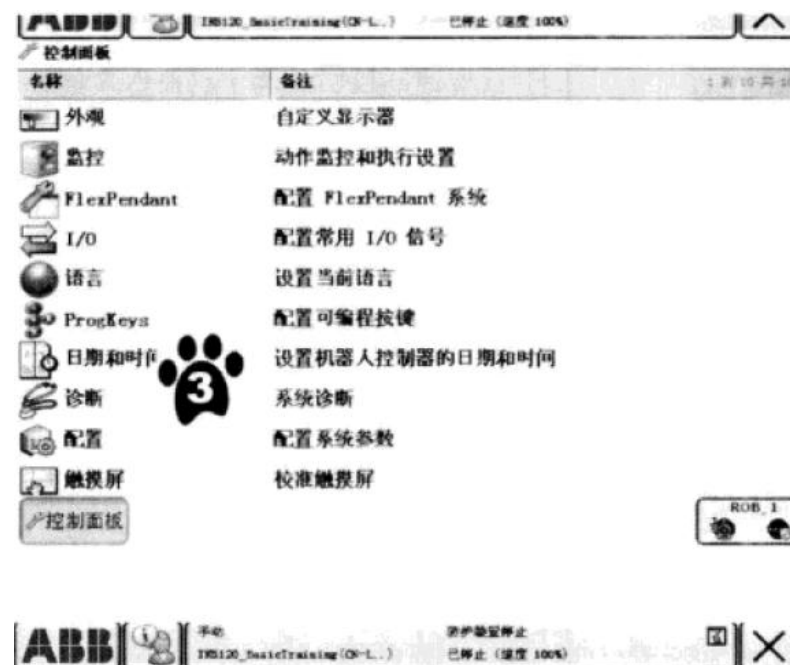 ABB
IRB120_BasicTraining(CN-L..)
已停止 (速度 100%)
控制面板
名称 备注
外观 自定义显示器
监控 动作监控和执行设置
FlexPendant 配置 FlexPendant 系统
I/O 配置常用 I/O 信号
语言 设置当前语言
ProgKeys 配置可编程按键
日期和时间 设置机器人控制器的日期和时间
3
诊断 系统诊断
配置 配置系统参数
触摸屏 校准触摸屏
控制面板
ROB_1
ABB
手动 防护装置停止
IRB120_BasicTraining(CN-L..) 已停止 (速度 100%)